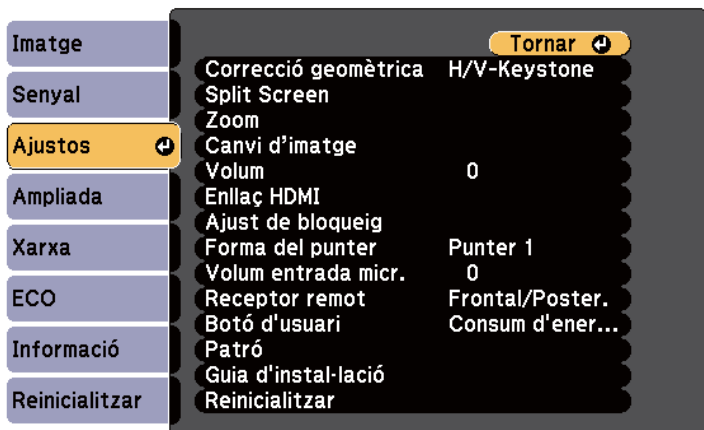 Imatge
Senyal
Ajustos
Ampliada
Xarxa
ECO
Informació
Reinicialitzar
Tornar
Correcció geomètrica H/V-Keystone
Split Screen
Zoom
Canvi d'imatge
Volum 0
Enllaç HDMI
Ajust de bloqueig
Forma del punter Punter 1
Volum entrada micr. 0
Receptor remot Frontal/Poster.
Botó d'usuari Consum d'ener...
Patró
Guia d'instal·lació
Reinicialitzar